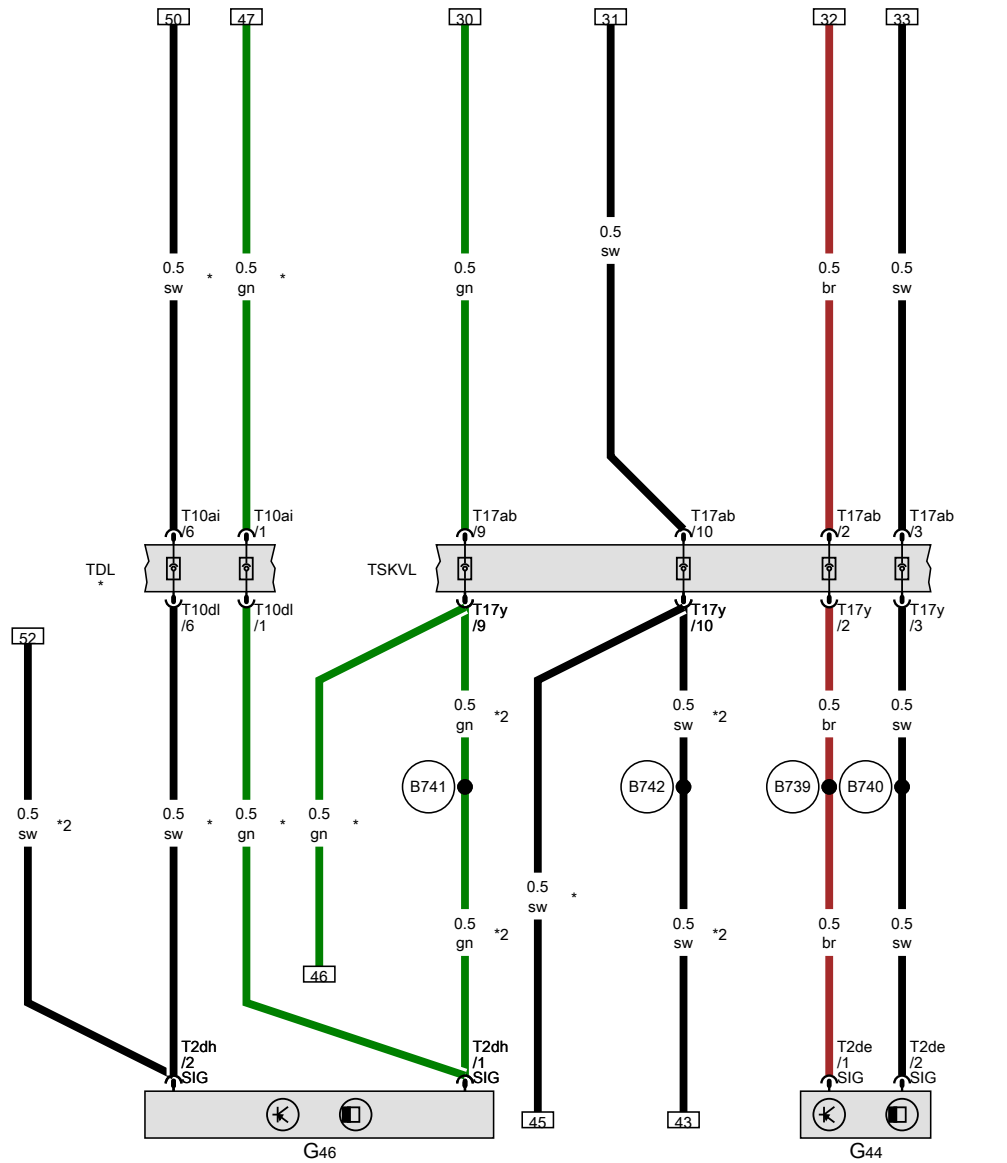 50
47
30
31
32
33
0.5
sw
0.5
sw
*
0.5
gn
*
0.5
gn
0.5
br
0.5
sw
T10ai
/6
T10ai
/1
T17ab
/9
T17ab
/10
T17ab
/2
T17ab
/3
TDL
*
TSKVL
T10dl
/6
T10dl
/1
T17y
/9
T17y
/10
T17y
/2
T17y
/3
52
0.5
gn
*2
0.5
sw
*2
0.5
br
0.5
sw
B741
B742
B739
B740
0.5
sw
*2
0.5
sw
*
0.5
gn
*
0.5
gn
*
0.5
sw
*
0.5
gn
*2
0.5
sw
*2
0.5
br
0.5
sw
46
T2dh
/2
SIG
T2dh
/1
SIG
T2de
/1
SIG
T2de
/2
SIG
45
43
G46
G44